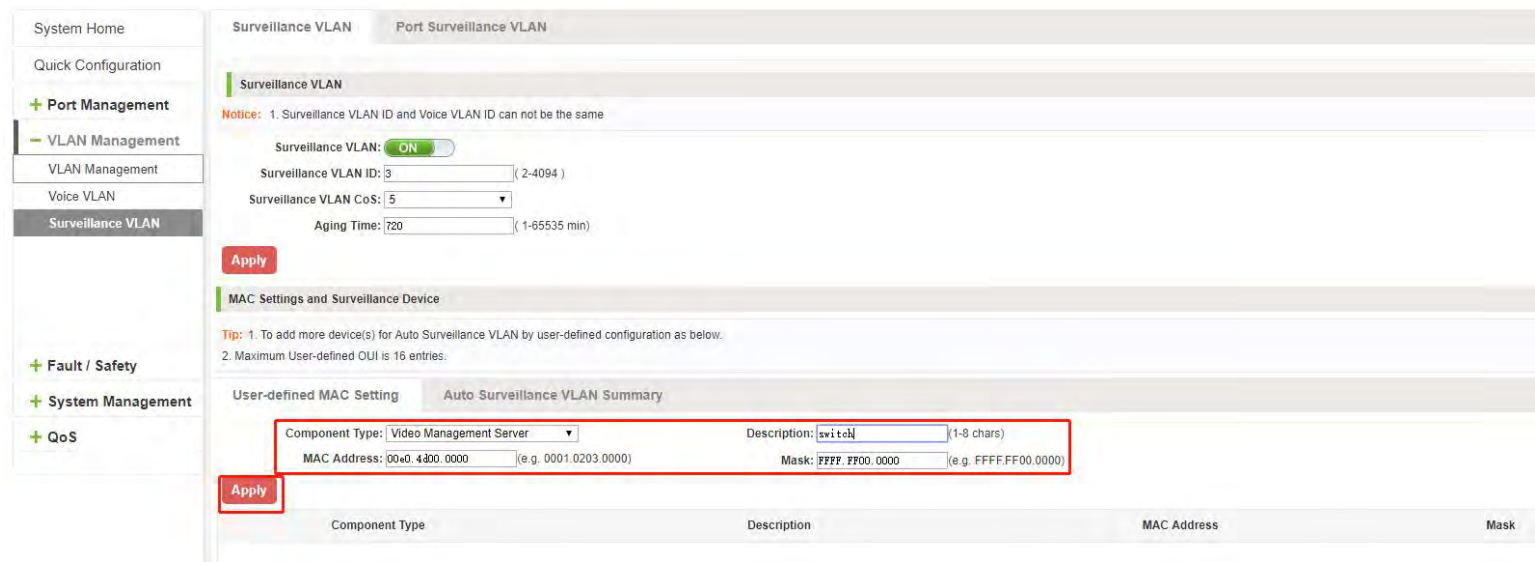 System Home
Quick Configuration
Port Management
VLAN Management
VLAN Management
Voice VLAN
Surveillance VLAN
Fault / Safety
System Management
QoS
Surveillance VLAN Port Surveillance VLAN
Surveillance VLAN
Notice: 1. Surveillance VLAN ID and Voice VLAN ID can not be the same
Surveillance VLAN: ON
Surveillance VLAN ID: 3 ( 2-4094 )
Surveillance VLAN CoS: 5
Aging Time: 720 ( 1-65535 min)
Apply
MAC Settings and Surveillance Device
Tip: 1. To add more device(s) for Auto Surveillance VLAN by user-defined configuration as below.
2. Maximum User-defined OUI is 16 entries.
User-defined MAC Setting Auto Surveillance VLAN Summary
Component Type: Video Management Server Description: switch (1-8 chars)
MAC Address: 00e0.4d00.0000 (e.g. 0001.0203.0000) Mask: FFFF.FF00.0000 (e.g. FFFF.FF00.0000)
Apply
Component Type Description MAC Address Mask